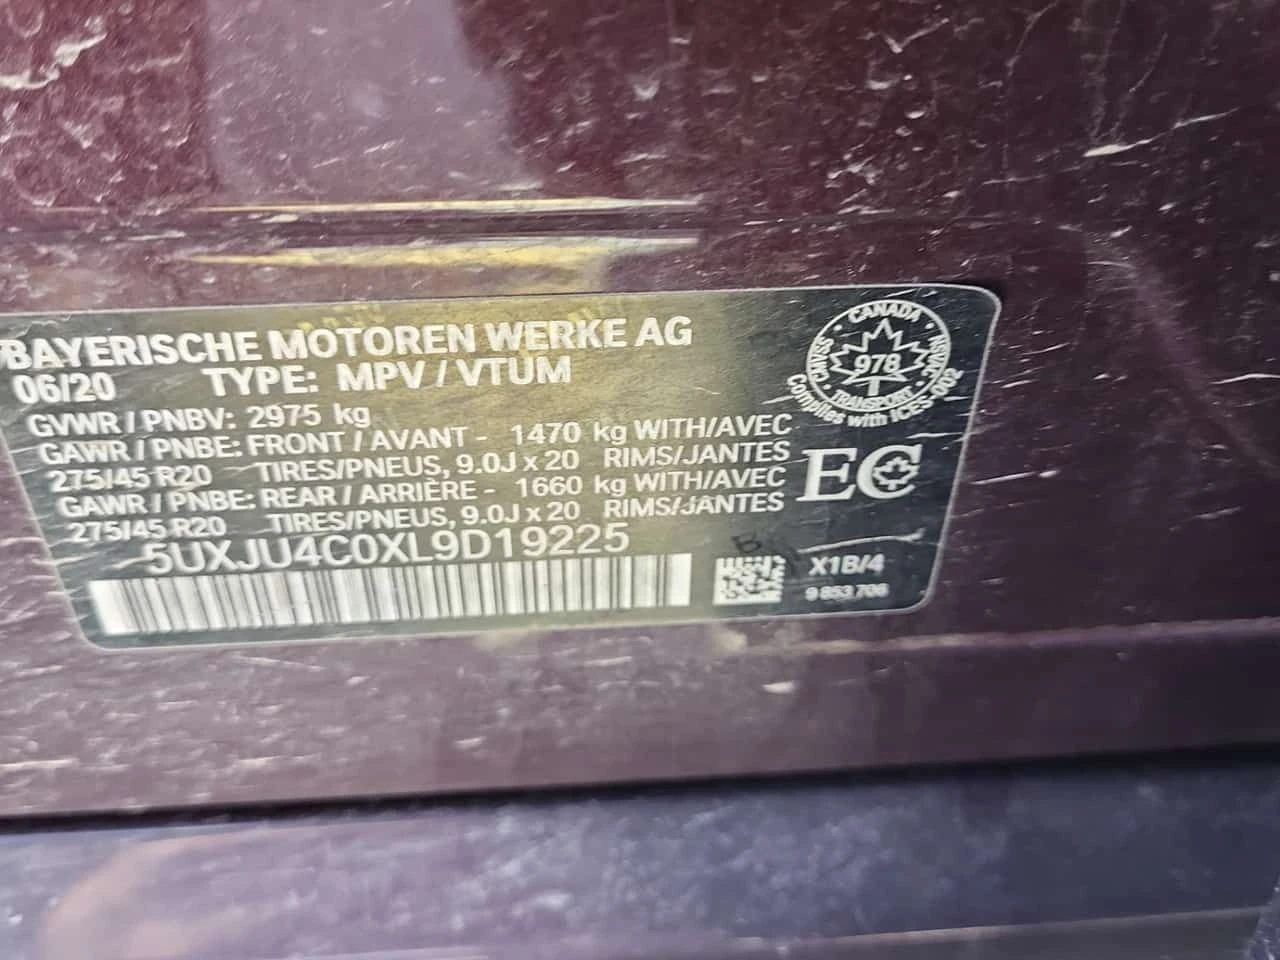 BAYERISCHE MOTOREN WERKE AG
06/20 TYPE: MPV / VTUM
GVWR / PNBV: 2975 kg
GAWR / PNBE: FRONT / AVANT - 1470 kg WITH/AVEC
275/45 R20 TIRES/PNEUS, 9.0J x 20 RIMS/JANTES
GAWR / PNBE: REAR / ARRIÈRE - 1660 kg WITH/AVEC
275/45 R20 TIRES/PNEUS, 9.0J x 20 RIMS/JANTES
5UXJU4C0XL9D19225
CANADA
CMVSS 978 NSVAC
TRANSPORT
Complies with ICES-002
EC
B
X1B/4
9 853 706